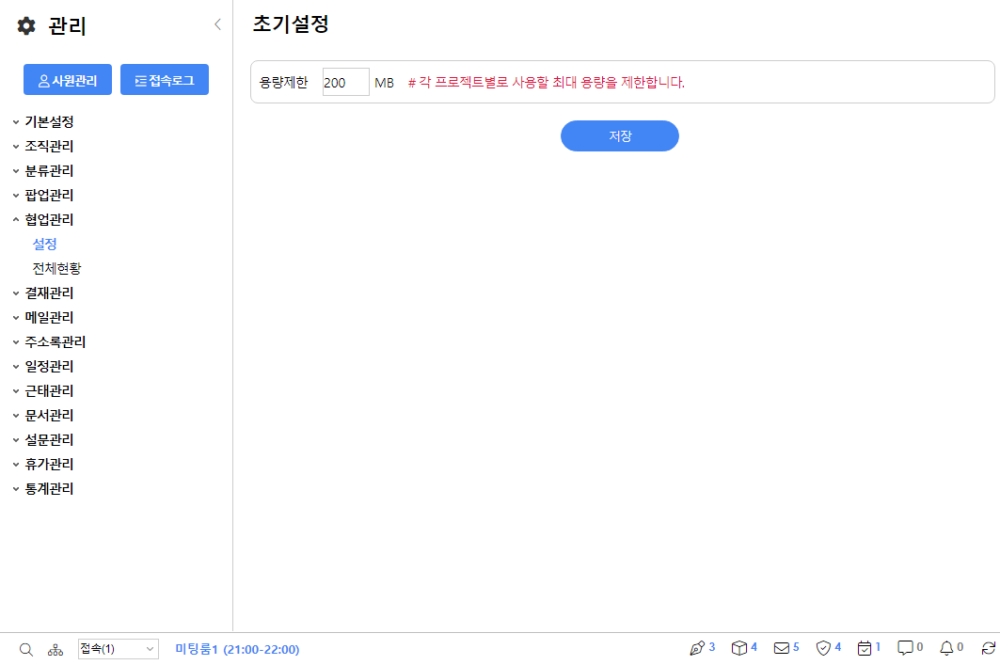 관리
사원관리 접속로그
기본설정
조직관리
분류관리
팝업관리
협업관리
설정
전체현황
결재관리
메일관리
주소록관리
일정관리
근태관리
문서관리
설문관리
휴가관리
통계관리
초기설정
용량제한 200 MB # 각 프로젝트별로 사용할 최대 용량을 제한합니다.
저장
접속(1) 미팅룸1 (21:00-22:00) 3 4 5 4 1 0 0